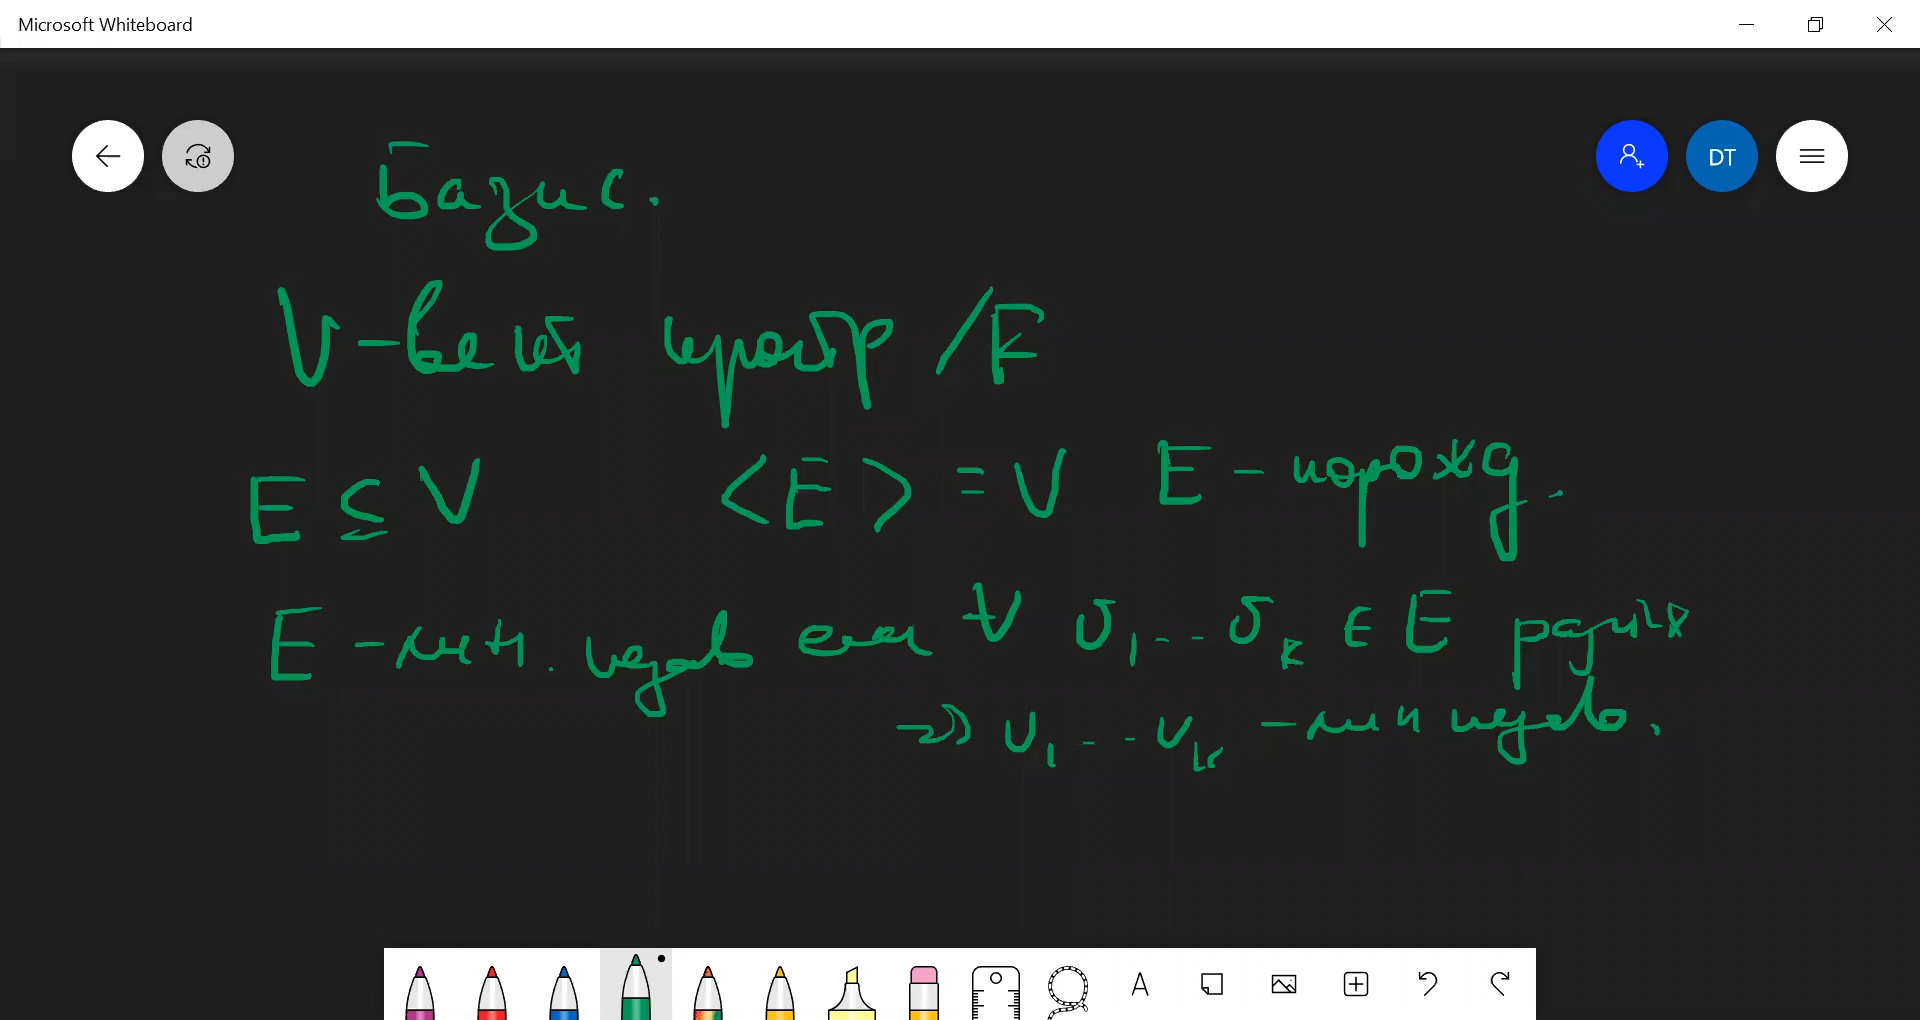 Microsoft Whiteboard
DT
Базис.
V - вект простр / F
E ⊆ V <E> = V E - порожд.
E - лин. незав если ∀ v₁ .. vₖ ∈ E различ
=> v₁ .. vₖ - лин незав.